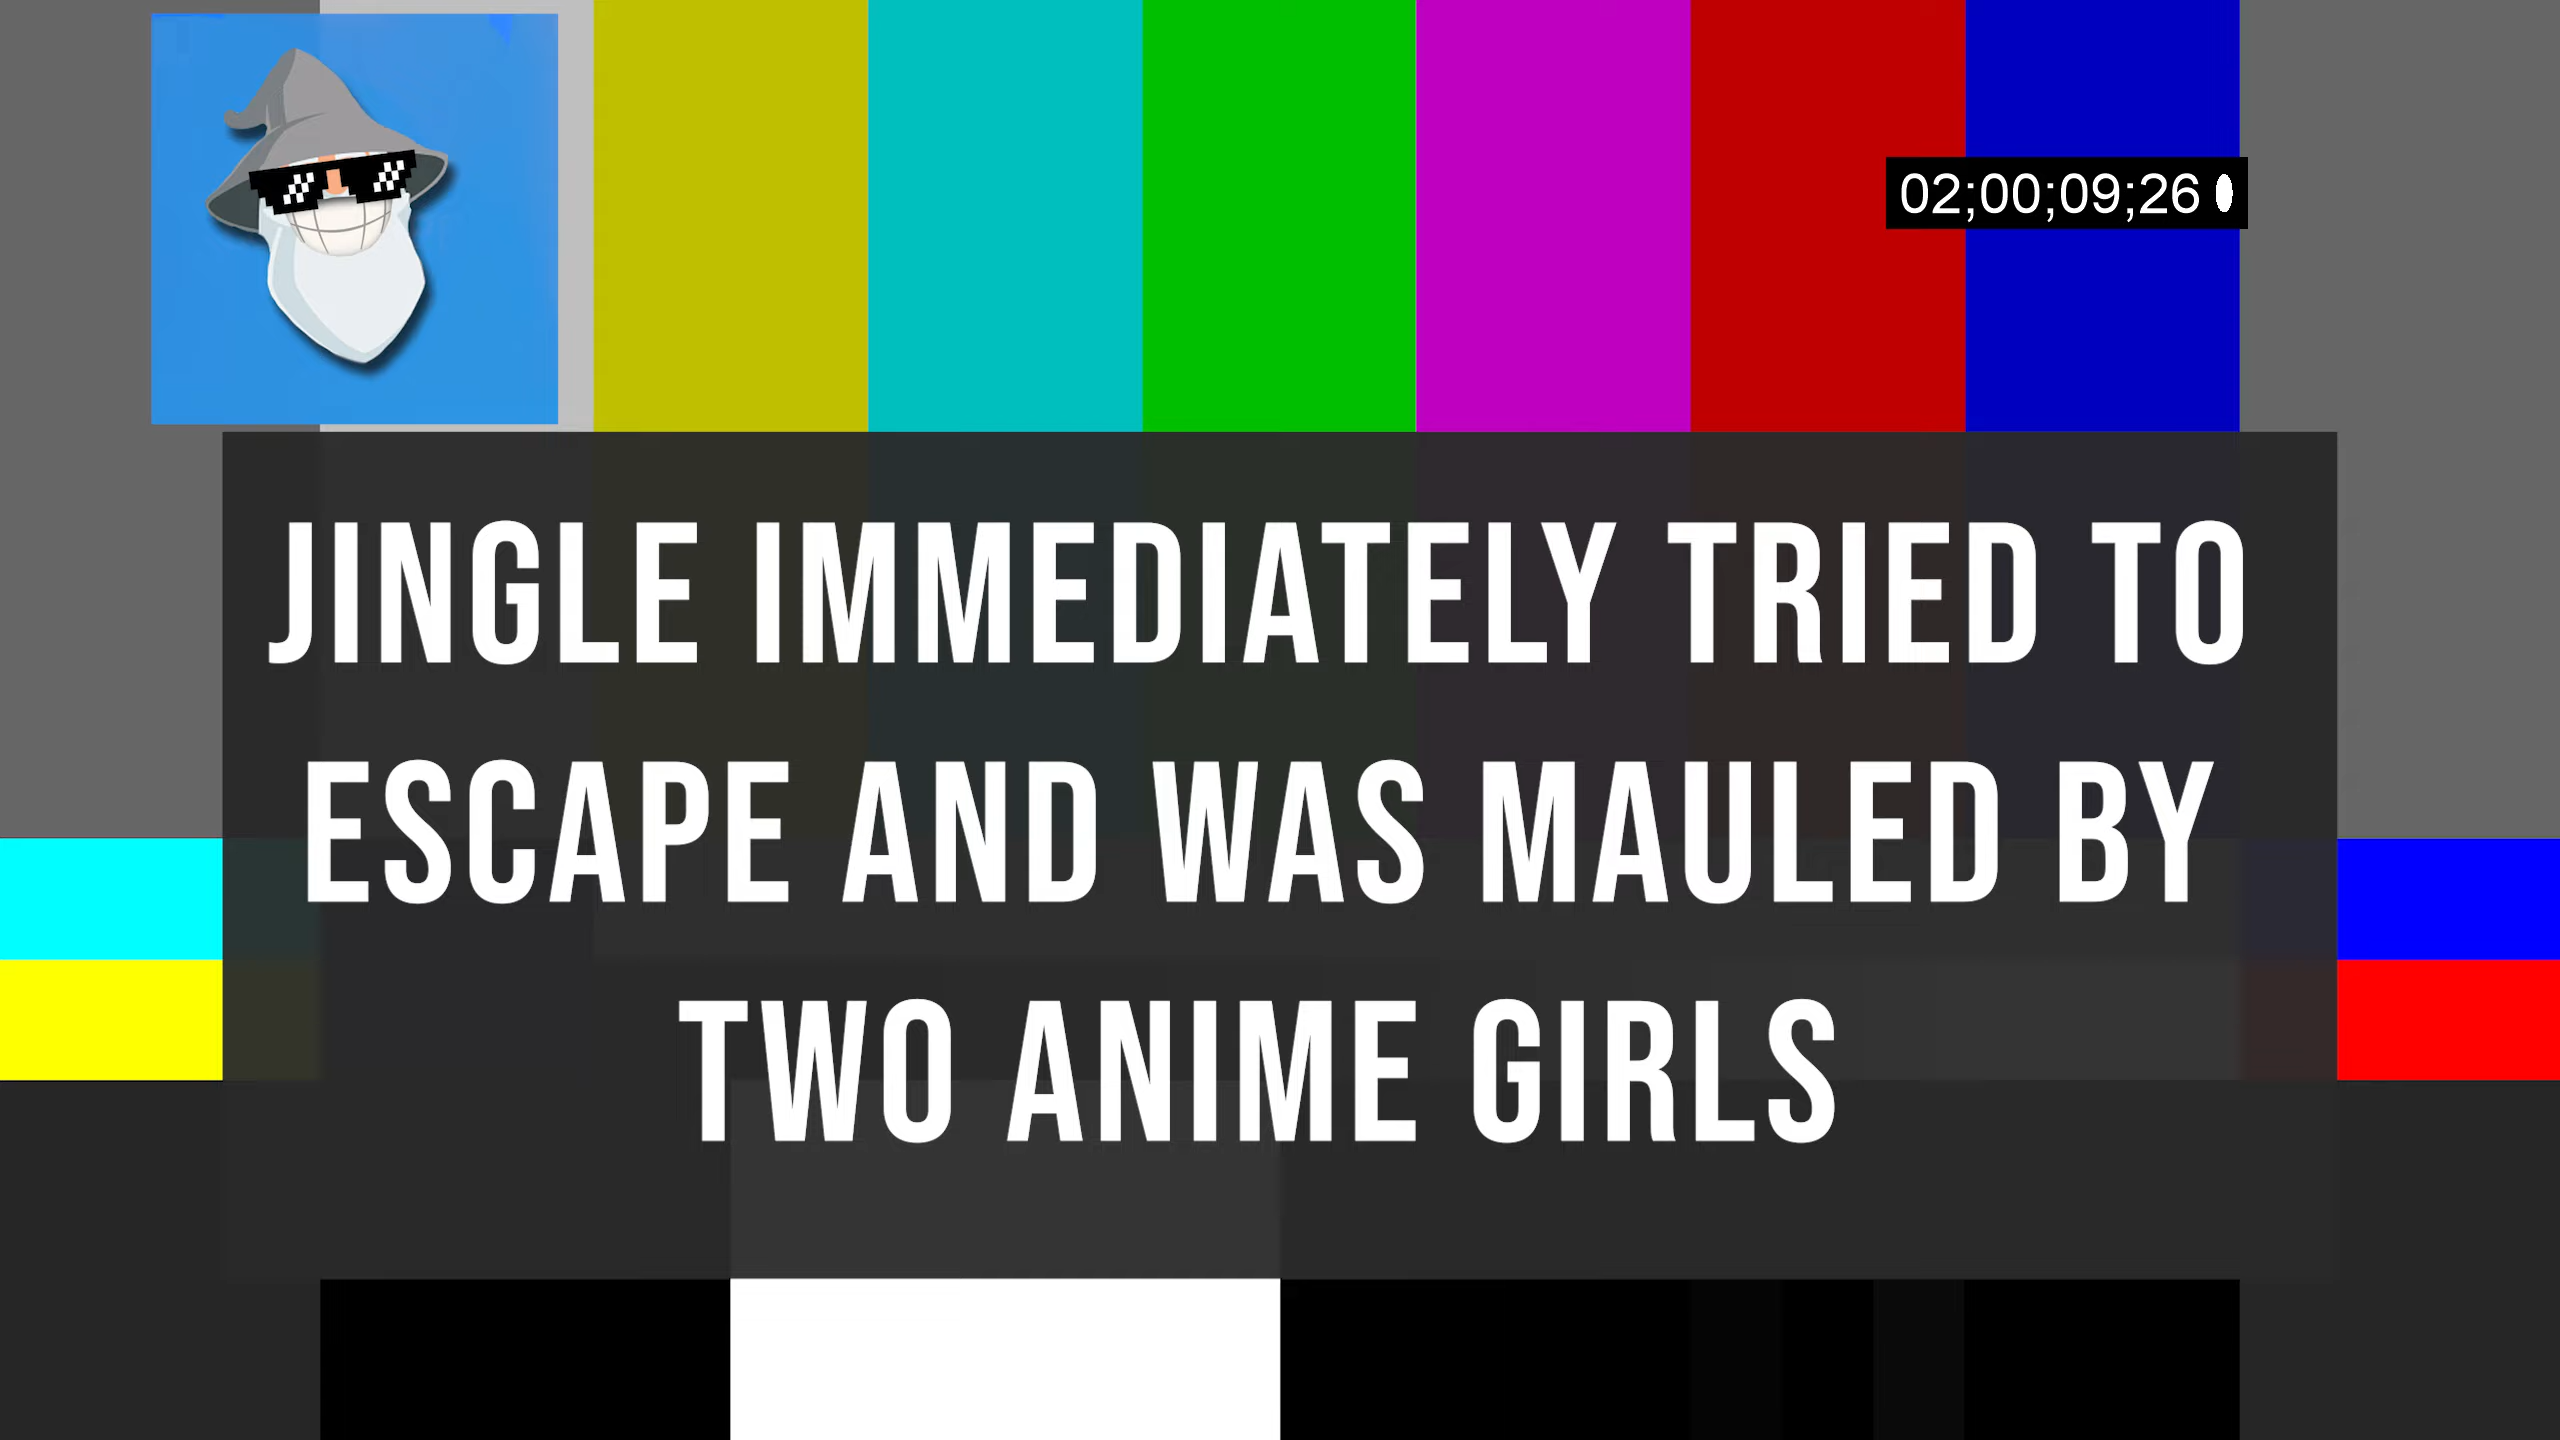 02;00;09;26
JINGLE IMMEDIATELY TRIED TO
ESCAPE AND WAS MAULED BY
TWO ANIME GIRLS